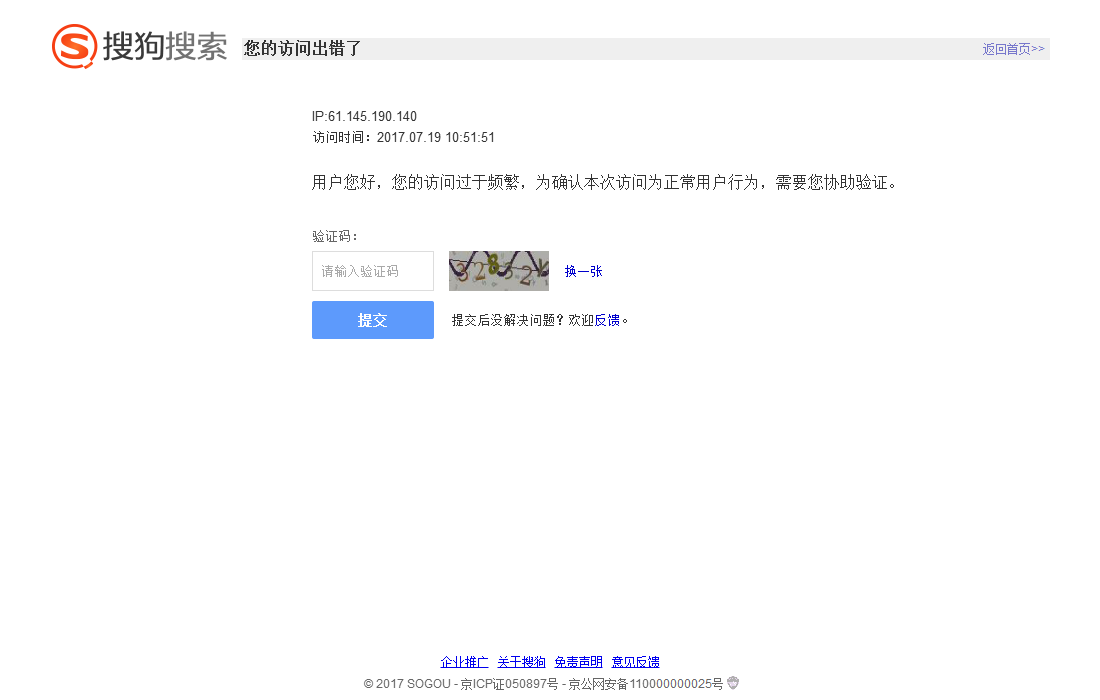 搜狗搜索 您的访问出错了 返回首页>>
IP:61.145.190.140
访问时间：2017.07.19 10:51:51
用户您好，您的访问过于频繁，为确认本次访问为正常用户行为，需要您协助验证。
验证码：
请输入验证码 换一张
提交 提交后没解决问题？欢迎反馈。
企业推广 关于搜狗 免责声明 意见反馈
© 2017 SOGOU - 京ICP证050897号 - 京公网安备110000000025号